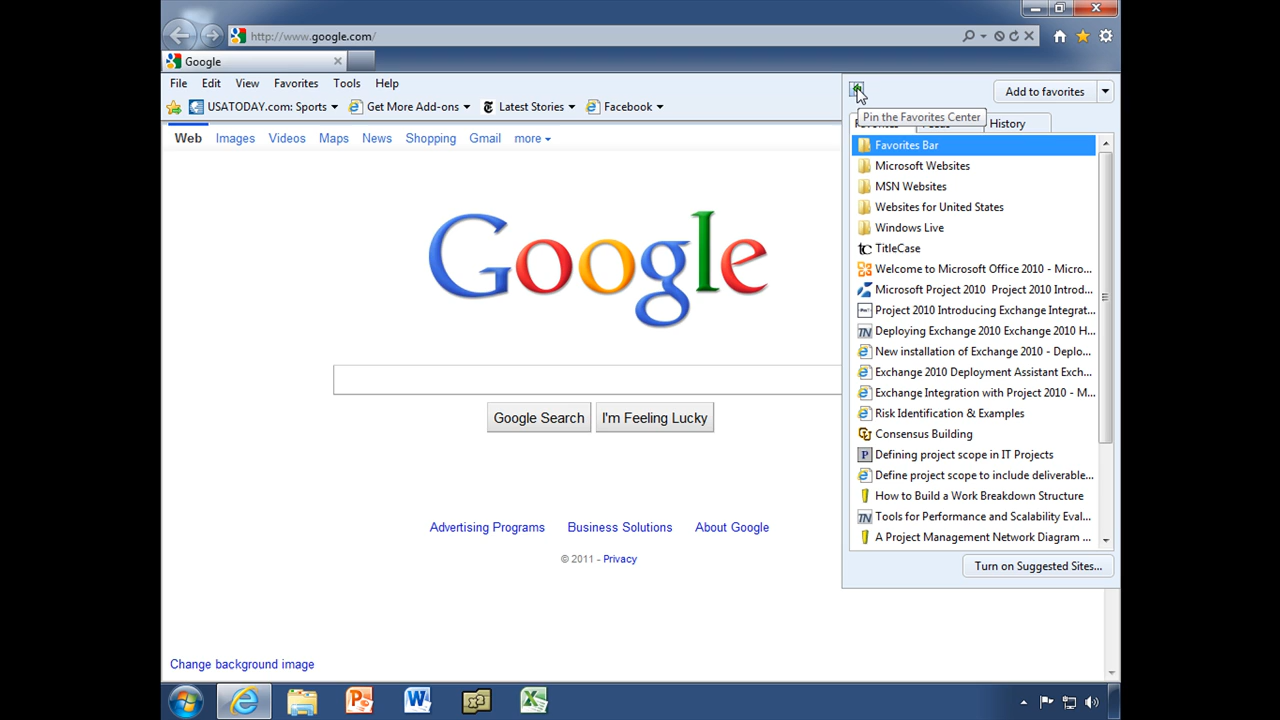 http://www.google.com/
Google
File Edit View Favorites Tools Help
Add to favorites
USATODAY.com: Sports Get More Add-ons Latest Stories Facebook
Pin the Favorites Center
History
Web Images Videos Maps News Shopping Gmail more
Favorites Bar
Microsoft Websites
MSN Websites
Websites for United States
Windows Live
tc TitleCase
Welcome to Microsoft Office 2010 - Micro...
Microsoft Project 2010 Project 2010 Introd...
Project 2010 Introducing Exchange Integrat...
TN Deploying Exchange 2010 Exchange 2010 H...
New installation of Exchange 2010 - Deplo...
Exchange 2010 Deployment Assistant Exch...
Exchange Integration with Project 2010 - M...
Risk Identification & Examples
Consensus Building
P Defining project scope in IT Projects
Define project scope to include deliverable...
How to Build a Work Breakdown Structure
TN Tools for Performance and Scalability Eval...
A Project Management Network Diagram ...
Turn on Suggested Sites...
Google
Google Search I'm Feeling Lucky
Advertising Programs Business Solutions About Google
© 2011 - Privacy
Change background image